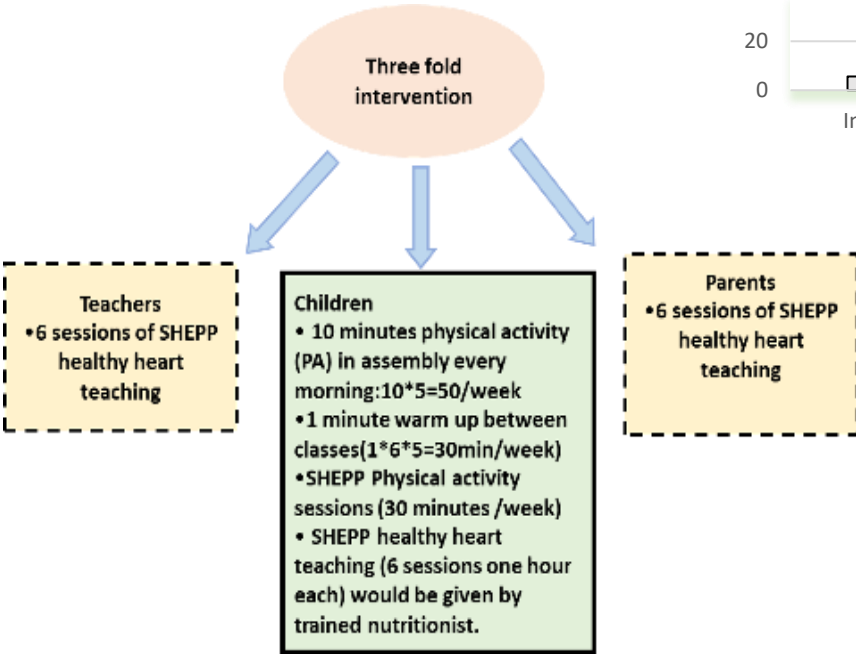 Three fold
intervention
20
0
Teachers
•6 sessions of SHEPP
healthy heart
teaching
Children
• 10 minutes physical activity
(PA) in assembly every
morning:10*5=50/week
•1 minute warm up between
classes(1*6*5=30min/week)
•SHEPP Physical activity
sessions (30 minutes /week)
• SHEPP healthy heart
teaching (6 sessions one hour
each) would be given by
trained nutritionist.
Parents
•6 sessions of SHEPP
healthy heart
teaching